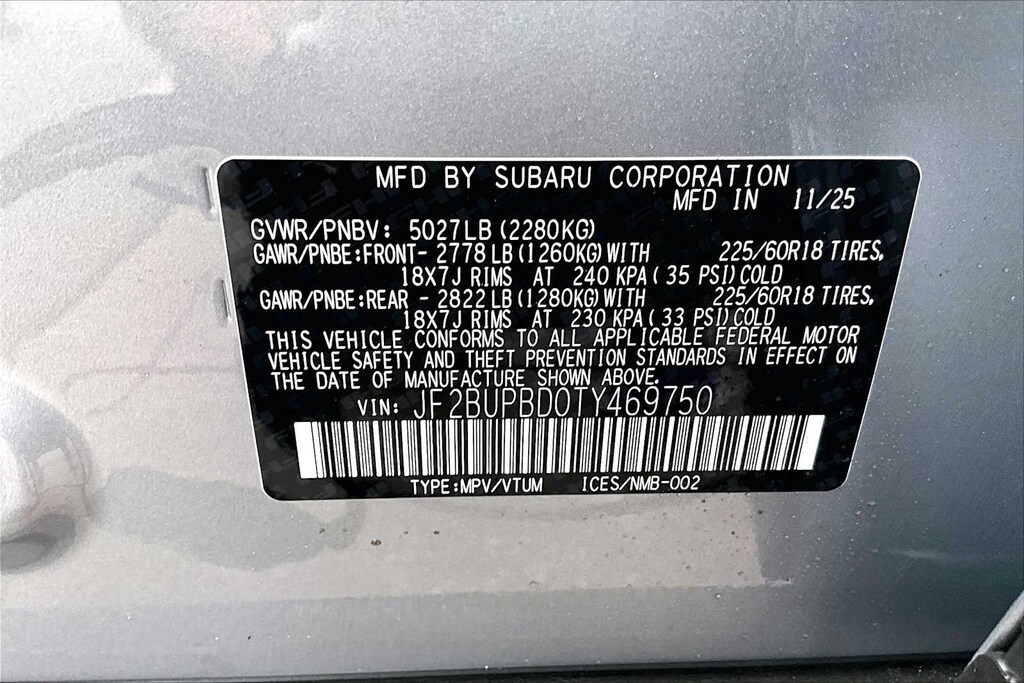 MFD BY SUBARU CORPORATION
MFD IN 11/25
GVWR/PNBV: 5027LB (2280KG)
GAWR/PNBE:FRONT- 2778 LB (1260KG) WITH 225/60R18 TIRES,
18X7J RIMS AT 240 KPA ( 35 PSI) COLD
GAWR/PNBE:REAR - 2822 LB (1280KG) WITH 225/60R18 TIRES,
18X7J RIMS AT 230 KPA ( 33 PSI) COLD
THIS VEHICLE CONFORMS TO ALL APPLICABLE FEDERAL MOTOR
VEHICLE SAFETY AND THEFT PREVENTION STANDARDS IN EFFECT ON
THE DATE OF MANUFACTURE SHOWN ABOVE.
VIN: JF2BUPBD0TY469750
TYPE:MPV/VTUM ICES/NMB-002